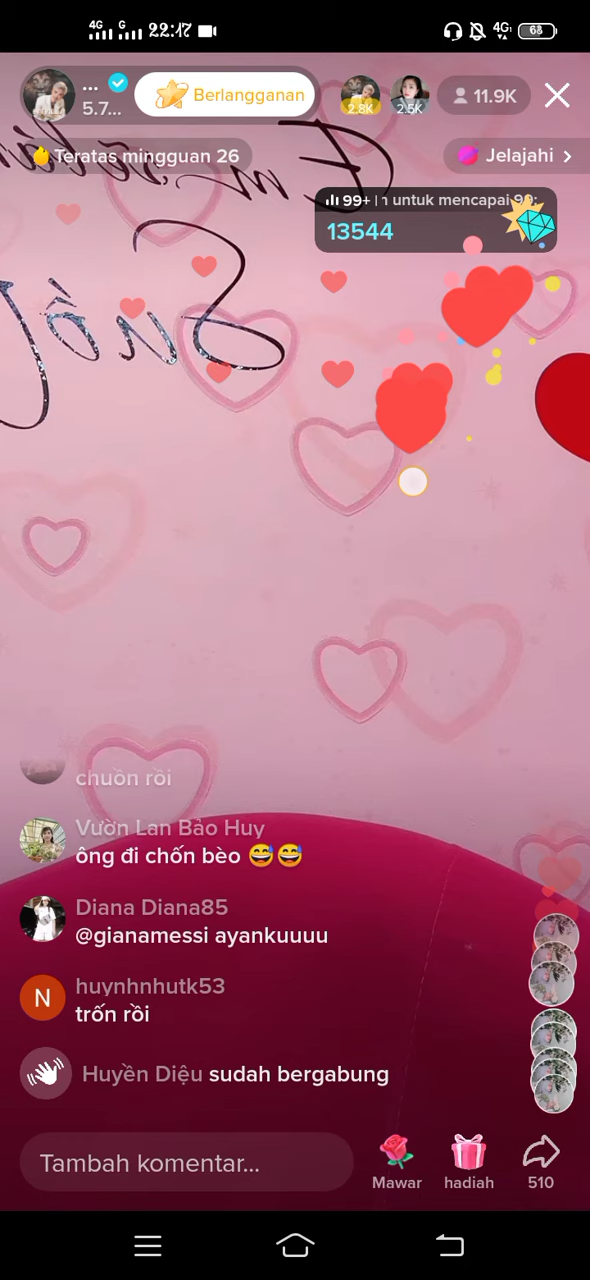 4G G 22:17 4G 68
...
5.7... Berlangganan 2.8K 2.5K 11.9K
Teratas mingguan 26 Jelajahi
Em
99+ | untuk mencapai
13544
chuồn rồi
Vườn Lan Bảo Huy
ông đi chốn bèo 😅😅
Diana Diana85
@gianamessi ayankuuuu
N huynhnhutk53
trốn rồi
Huyền Diệu sudah bergabung
Tambah komentar...
Mawar hadiah 510